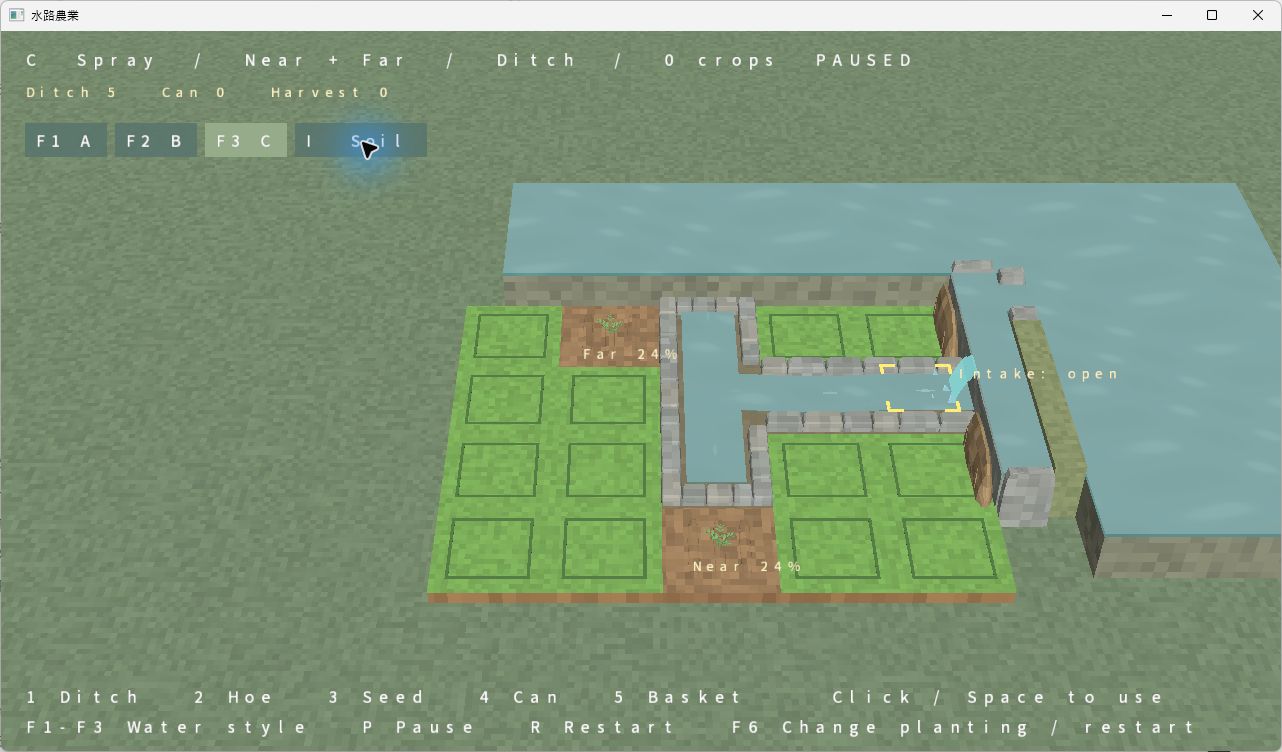 水路農業
C Spray / Near + Far / Ditch / 0 crops PAUSED
Ditch 5 Can 0 Harvest 0
F1 A F2 B F3 C I Soil
Far 24%
Intake: open
Near 24%
1 Ditch 2 Hoe 3 Seed 4 Can 5 Basket Click / Space to use
F1-F3 Water style P Pause R Restart F6 Change planting / restart